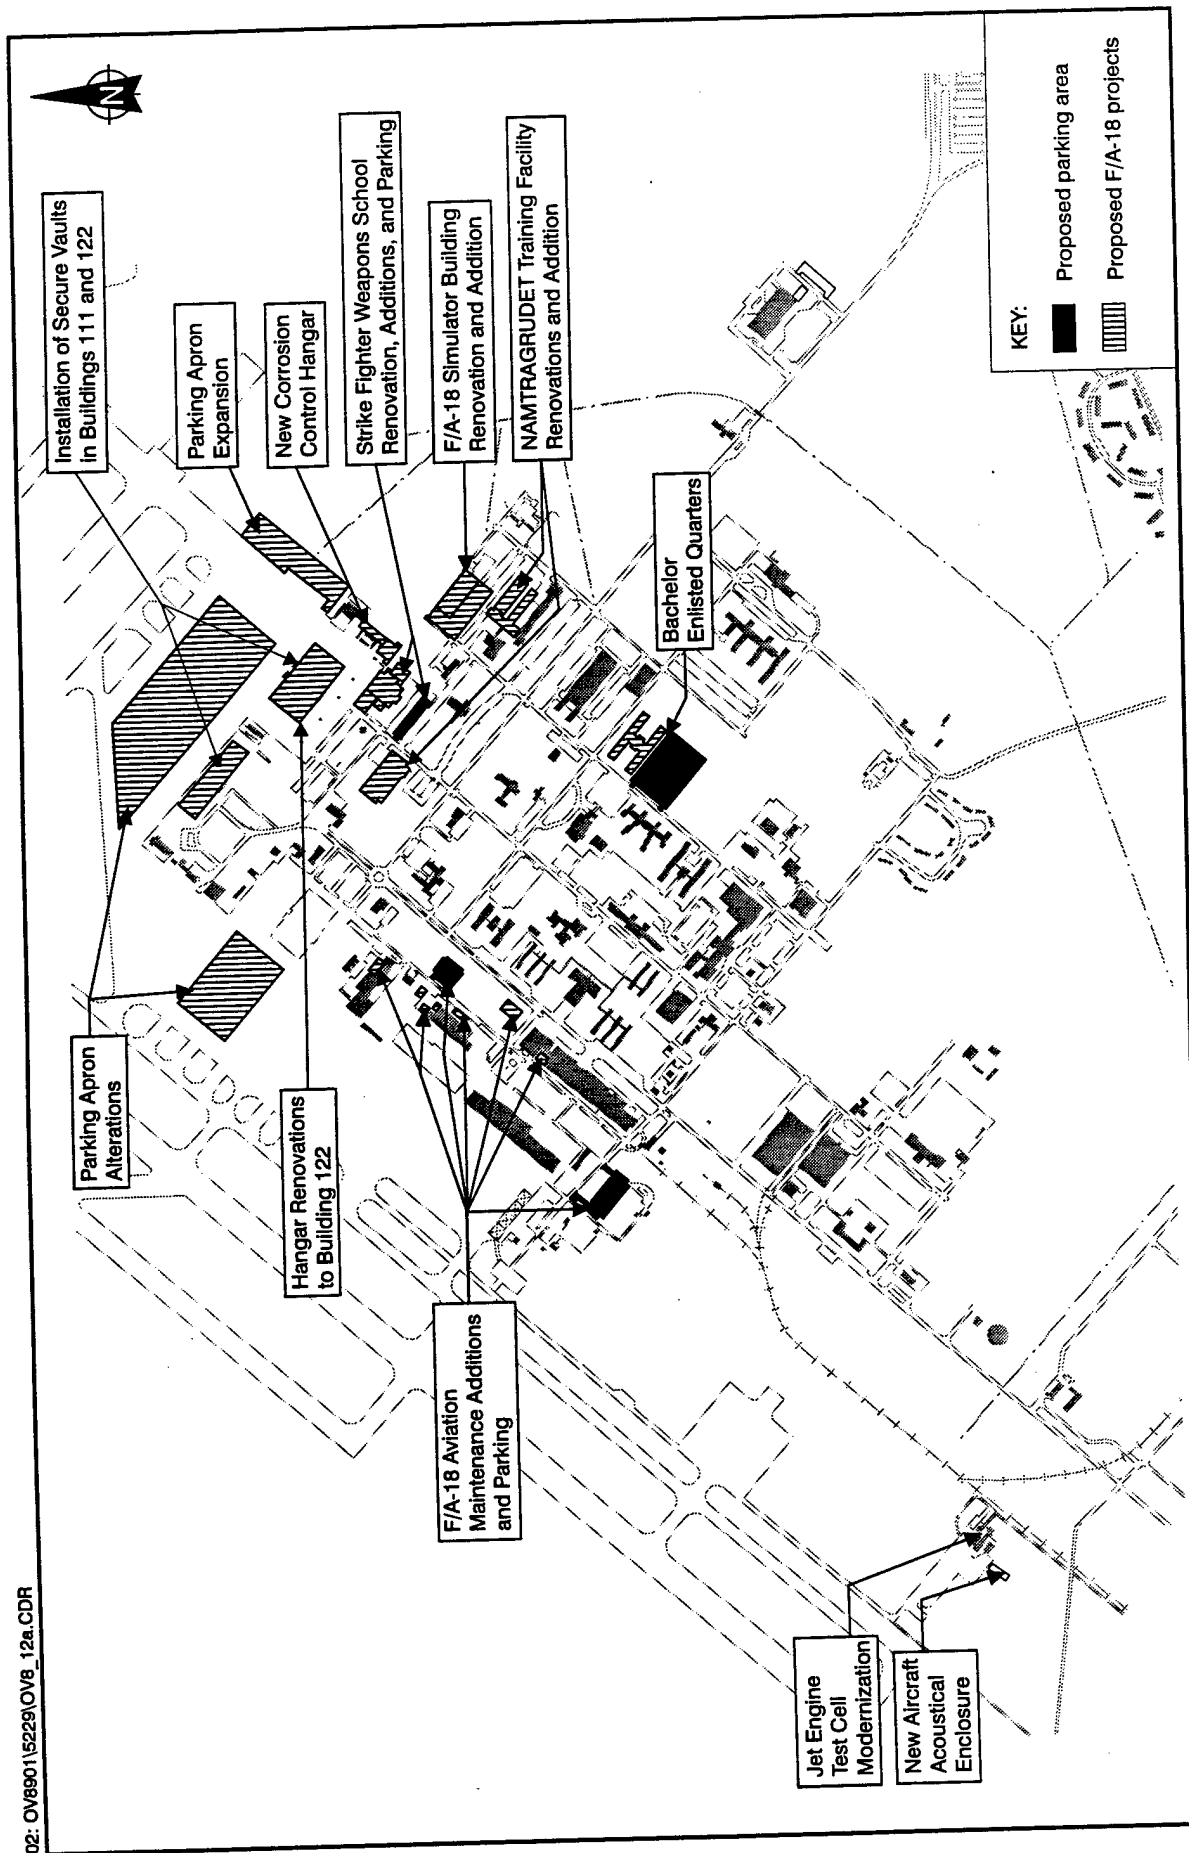 02: OV8901\5229\OV8_12a.CDR
N
Installation of Secure Vaults
in Buildings 111 and 122
Parking Apron
Expansion
New Corrosion
Control Hangar
Strike Fighter Weapons School
Renovation, Additions, and Parking
F/A-18 Simulator Building
Renovation and Addition
NAMTRAGRUDET Training Facility
Renovations and Addition
Bachelor
Enlisted Quarters
Parking Apron
Alterations
Hangar Renovations
to Building 122
F/A-18 Aviation
Maintenance Additions
and Parking
Jet Engine
Test Cell
Modernization
New Aircraft
Acoustical
Enclosure
KEY:
Proposed parking area
Proposed F/A-18 projects